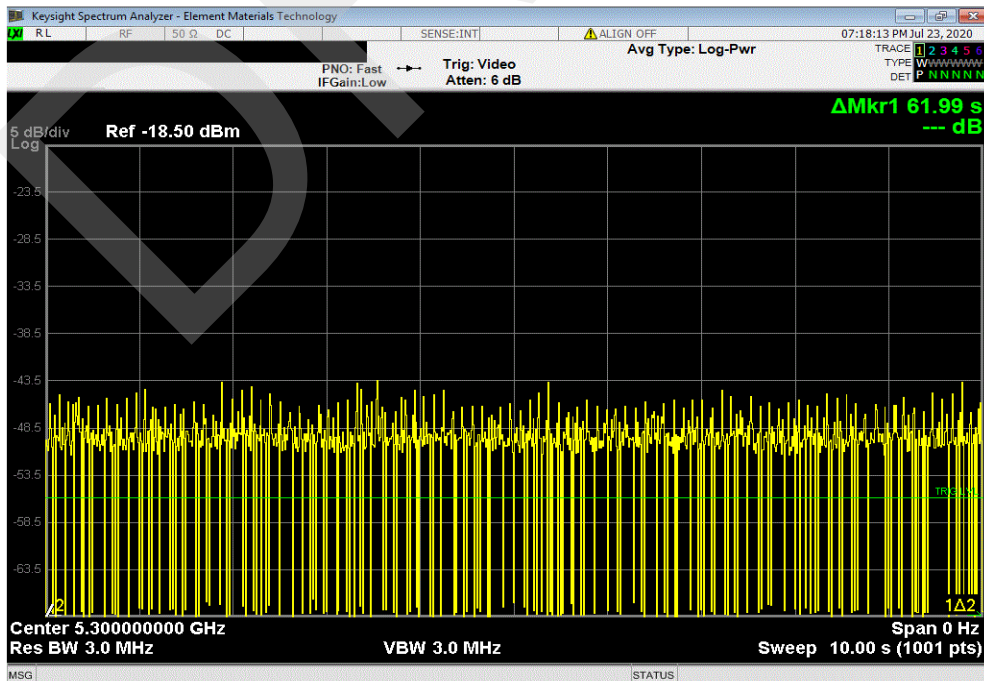 Keysight Spectrum Analyzer - Element Materials Technology
LXI RL RF 50 Ω DC SENSE:INT ALIGN OFF 07:18:13 PM Jul 23, 2020
Avg Type: Log-Pwr TRACE 1 2 3 4 5 6
PNO: Fast Trig: Video TYPE WWWWWW
IFGain:Low Atten: 6 dB DET P N N N N N
ΔMkr1 61.99 s
5 dB/div Ref -18.50 dBm --- dB
Log
-23.5
-28.5
-33.5
-38.5
-43.5
-48.5
-53.5
TRIG LVL
-58.5
-63.5
2 1Δ2
Center 5.300000000 GHz Span 0 Hz
Res BW 3.0 MHz VBW 3.0 MHz Sweep 10.00 s (1001 pts)
MSG STATUS